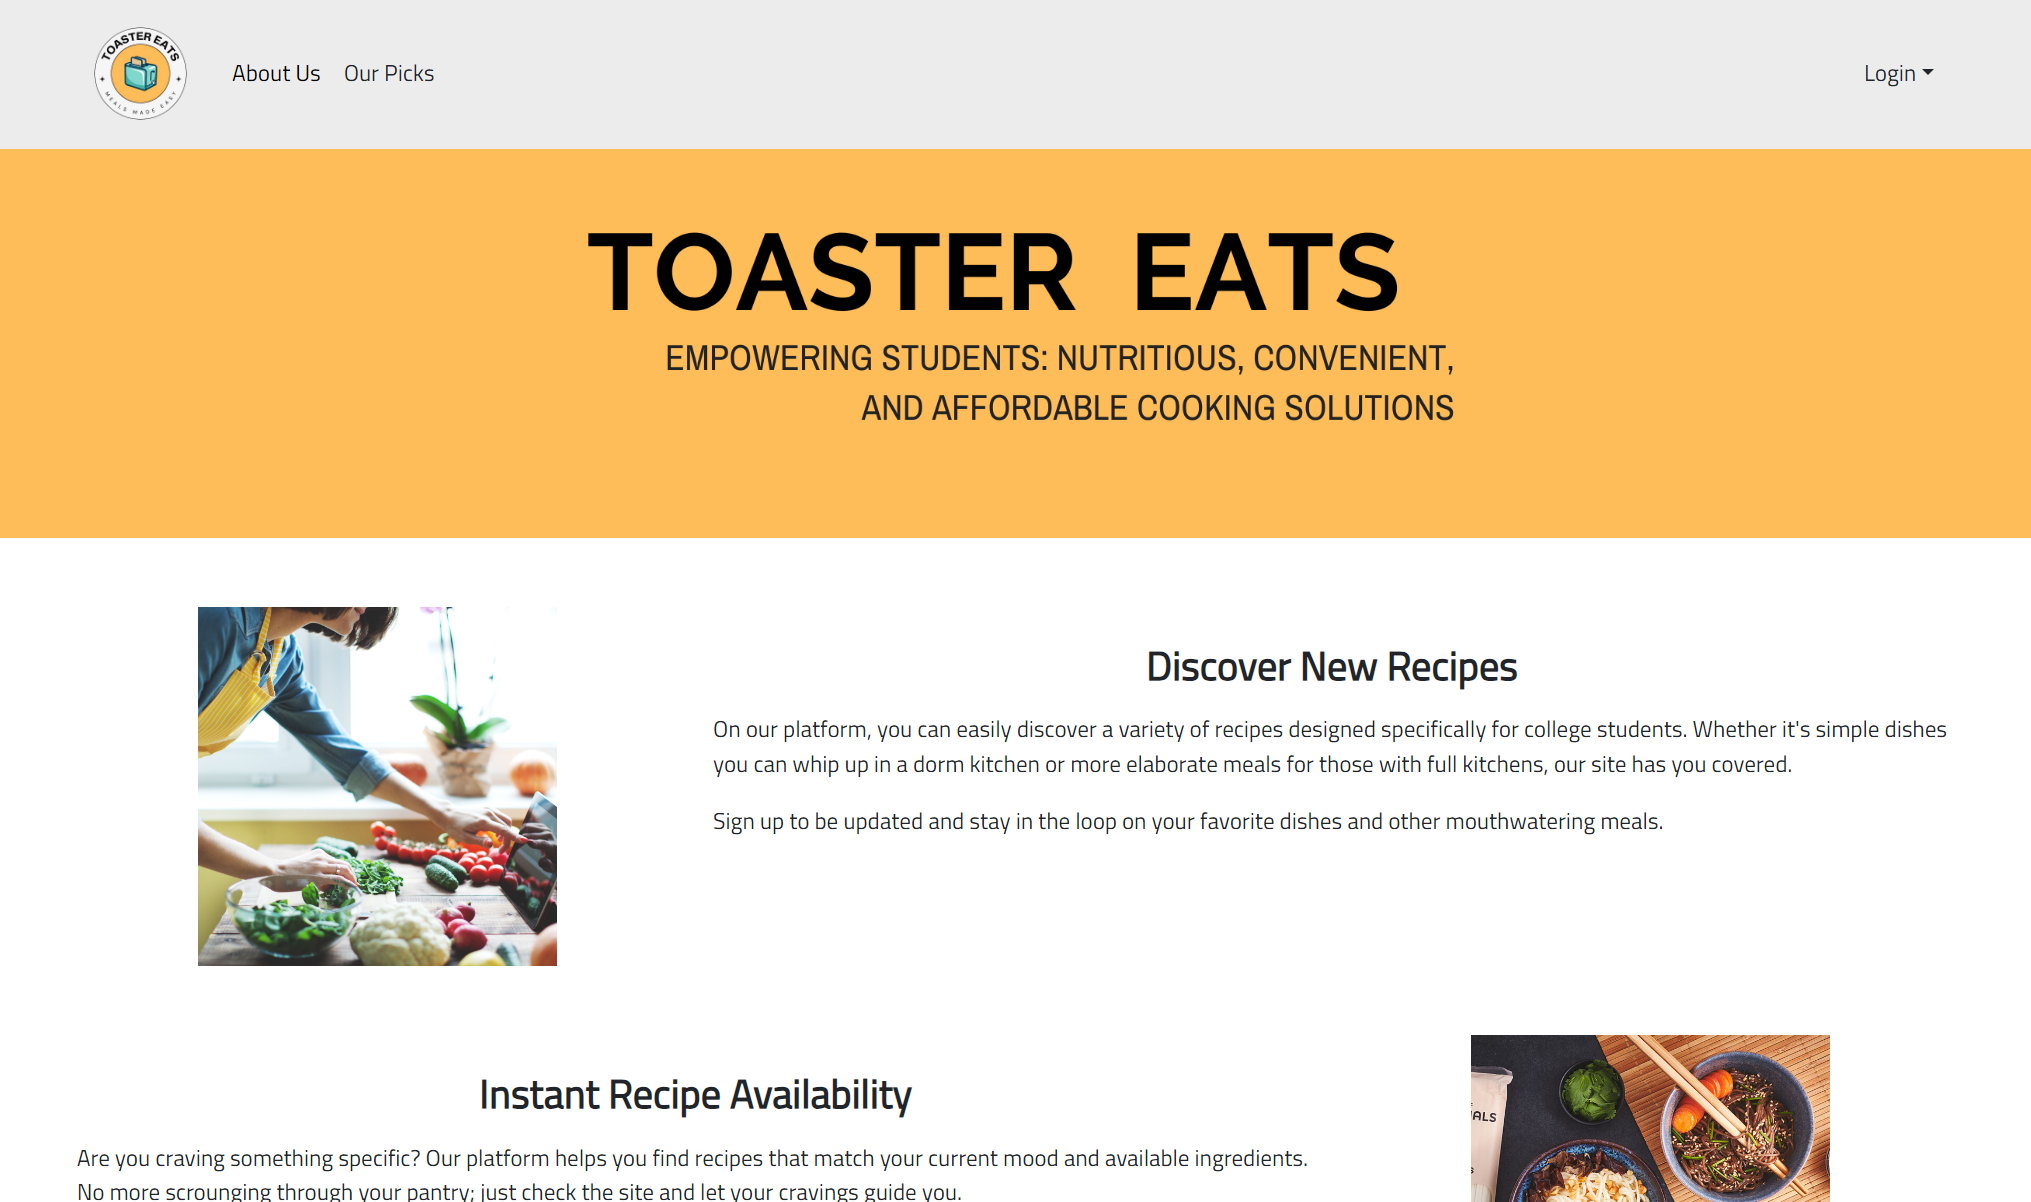 TOASTER EATS
MEALS MADE EASY
About Us
Our Picks
Login
TOASTER EATS
EMPOWERING STUDENTS: NUTRITIOUS, CONVENIENT,
AND AFFORDABLE COOKING SOLUTIONS
Discover New Recipes
On our platform, you can easily discover a variety of recipes designed specifically for college students. Whether it's simple dishes
you can whip up in a dorm kitchen or more elaborate meals for those with full kitchens, our site has you covered.
Sign up to be updated and stay in the loop on your favorite dishes and other mouthwatering meals.
Instant Recipe Availability
Are you craving something specific? Our platform helps you find recipes that match your current mood and available ingredients.
No more scrounging through your pantry; just check the site and let your cravings guide you.